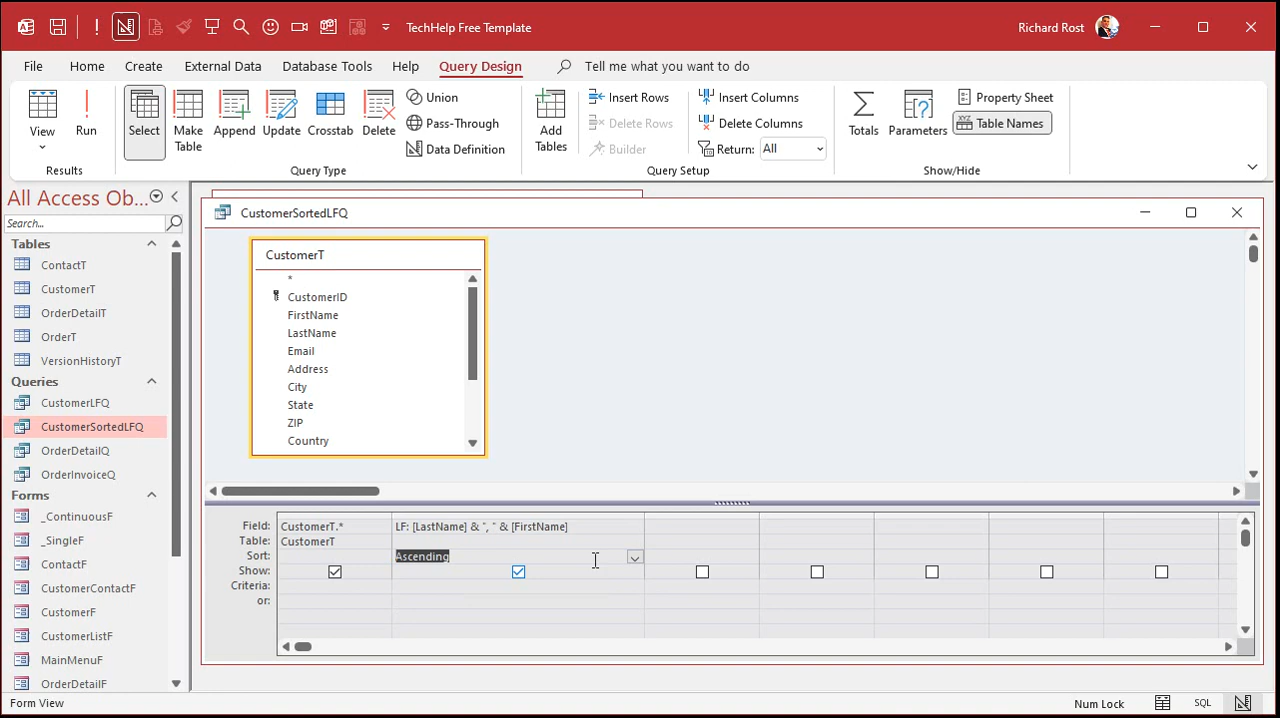 TechHelp Free Template
Richard Rost
File
Home
Create
External Data
Database Tools
Help
Query Design
Tell me what you want to do
View
Run
Results
Select
Make Table
Append
Update
Crosstab
Delete
Union
Pass-Through
Data Definition
Query Type
Add Tables
Insert Rows
Delete Rows
Builder
Insert Columns
Delete Columns
Return: All
Query Setup
Totals
Parameters
Property Sheet
Table Names
Show/Hide
All Access Ob...
Search...
Tables
ContactT
CustomerT
OrderDetailT
OrderT
VersionHistoryT
Queries
CustomerLFQ
CustomerSortedLFQ
OrderDetailQ
OrderInvoiceQ
Forms
_ContinuousF
_SingleF
ContactF
CustomerContactF
CustomerF
CustomerListF
MainMenuF
OrderDetailF
CustomerSortedLFQ
CustomerT
*
CustomerID
FirstName
LastName
Email
Address
City
State
ZIP
Country
Field: CustomerT.* LF: [LastName] & ", " & [FirstName]
Table: CustomerT
Sort: Ascending
Show:
Criteria:
or:
Form View
Num Lock
SQL